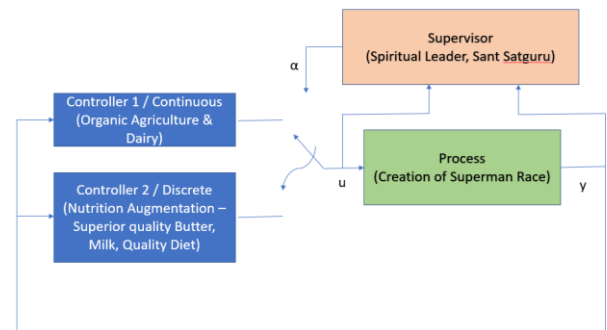 Supervisor
(Spiritual Leader, Sant Satguru)
α
Controller 1 / Continuous
(Organic Agriculture &
Dairy)
Process
(Creation of Superman Race)
u
y
Controller 2 / Discrete
(Nutrition Augmentation –
Superior quality Butter,
Milk, Quality Diet)